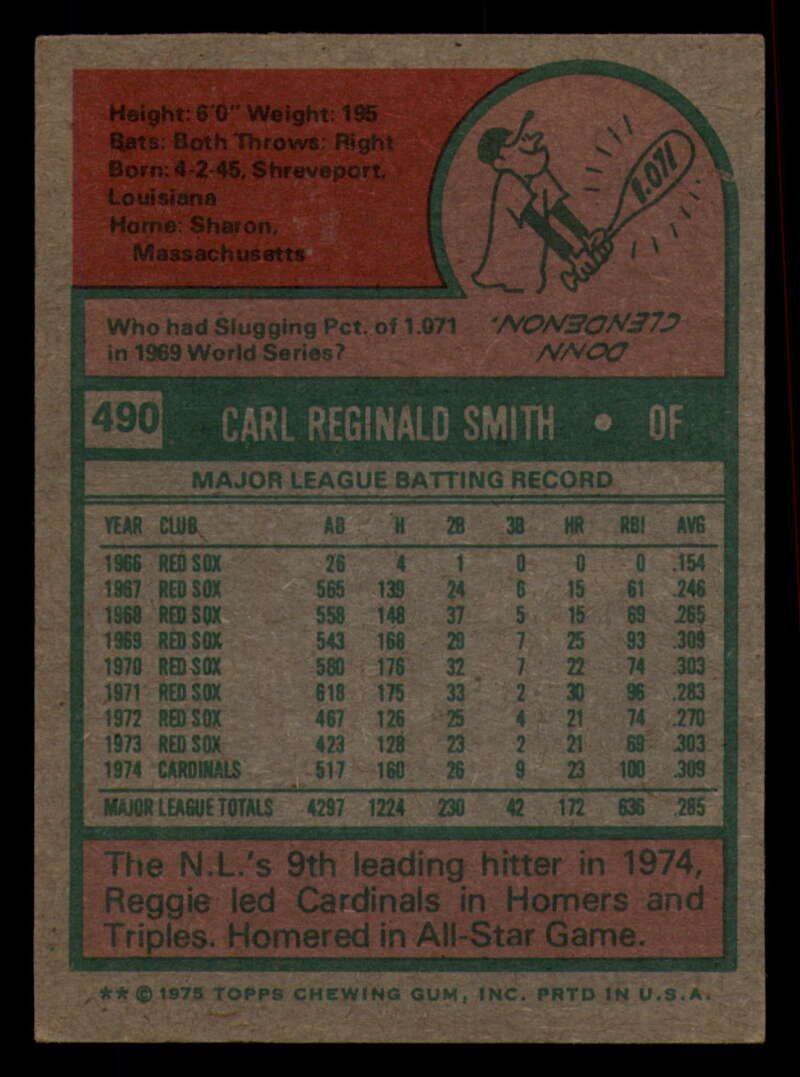 Height: 6'0" Weight: 195
Bats: Both Throws: Right
Born: 4-2-45, Shreveport,
Louisiana
Home: Sharon,
Massachusetts
1.071
Who had Slugging Pct. of 1.071
in 1969 World Series?
DONN
CLENDENON.
490 CARL REGINALD SMITH • OF
MAJOR LEAGUE BATTING RECORD
YEAR CLUB AB H 2B 3B HR RBI AVG
1966 RED SOX 26 4 1 0 0 0 .154
1967 RED SOX 565 139 24 6 15 61 .246
1968 RED SOX 558 148 37 5 15 69 .265
1969 RED SOX 543 168 29 7 25 93 .309
1970 RED SOX 580 176 32 7 22 74 .303
1971 RED SOX 618 175 33 2 30 96 .283
1972 RED SOX 467 126 25 4 21 74 .270
1973 RED SOX 423 128 23 2 21 69 .303
1974 CARDINALS 517 160 26 9 23 100 .309
MAJOR LEAGUE TOTALS 4297 1224 230 42 172 636 .285
The N.L.'s 9th leading hitter in 1974,
Reggie led Cardinals in Homers and
Triples. Homered in All-Star Game.
** © 1975 TOPPS CHEWING GUM, INC. PRTD IN U.S.A.